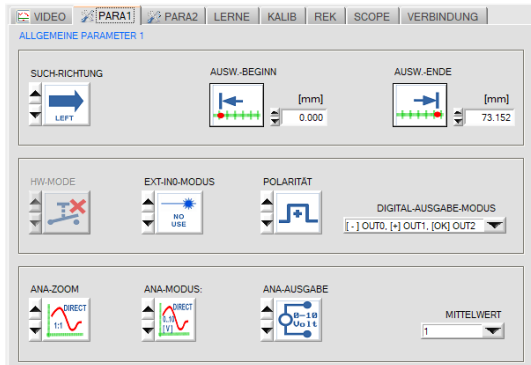 VIDEO PARA1 PARA2 LERNE KALIB REK SCOPE VERBINDUNG
ALLGEMEINE PARAMETER 1
SUCH-RICHTUNG AUSW.-BEGINN AUSW.-ENDE
[mm] [mm]
LEFT 0.000 73.152
HW-MODE EXT-IN0-MODUS POLARITÄT
NO
USE
DIGITAL-AUSGABE-MODUS
[ - ] OUT0, [+] OUT1, [OK] OUT2
ANA-ZOOM ANA-MODUS: ANA-AUSGABE
DIRECT
1:1
DIRECT
0..10
[V]
0-10
Volt
MITTELWERT
1